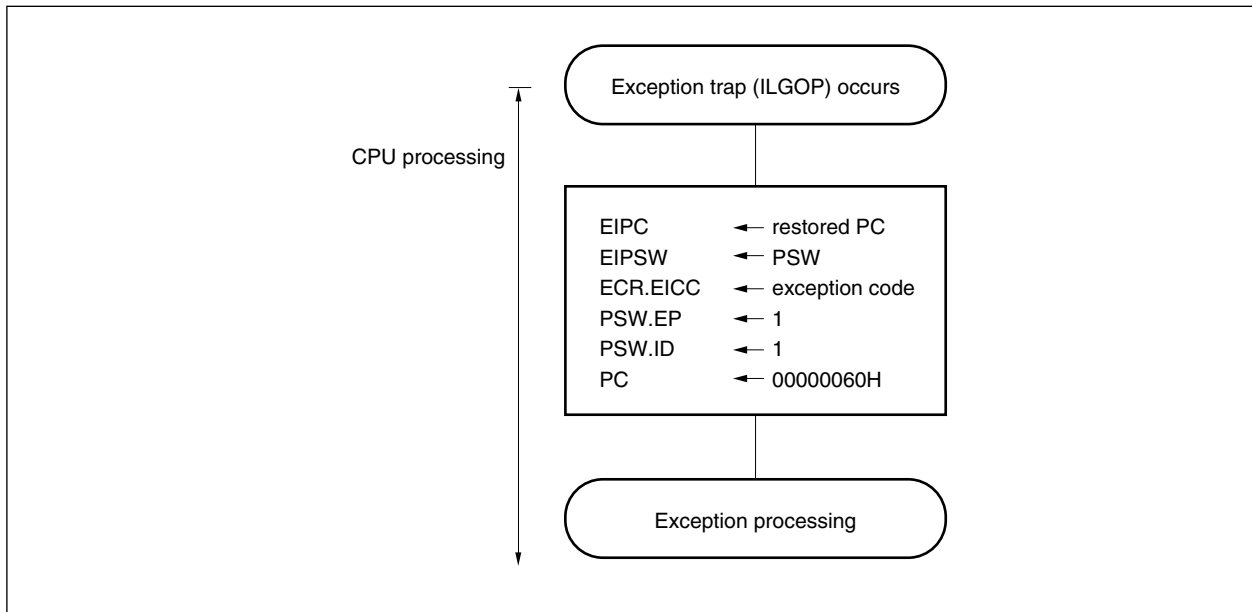 Exception trap (ILGOP) occurs
CPU processing
EIPC ← restored PC
EIPSW ← PSW
ECR.EICC ← exception code
PSW.EP ← 1
PSW.ID ← 1
PC ← 00000060H
Exception processing